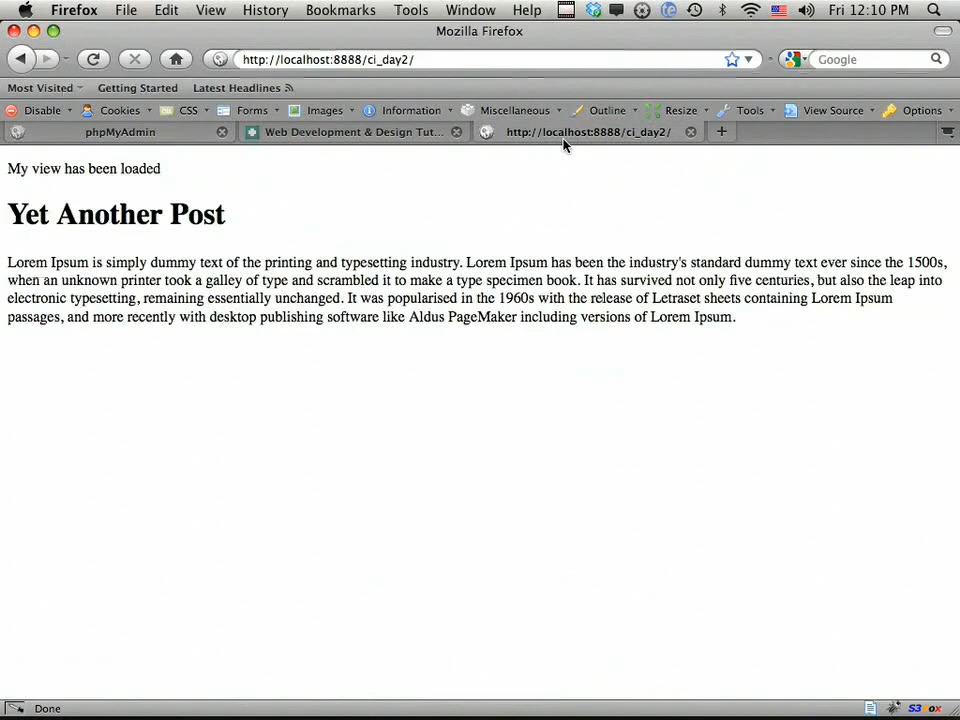 Firefox File Edit View History Bookmarks Tools Window Help Fri 12:10 PM
Mozilla Firefox
http://localhost:8888/ci_day2/ Google
Most Visited Getting Started Latest Headlines
Disable Cookies CSS Forms Images Information Miscellaneous Outline Resize Tools View Source Options
phpMyAdmin Web Development & Design Tut... http://localhost:8888/ci_day2/
My view has been loaded
Yet Another Post
Lorem Ipsum is simply dummy text of the printing and typesetting industry. Lorem Ipsum has been the industry's standard dummy text ever since the 1500s,
when an unknown printer took a galley of type and scrambled it to make a type specimen book. It has survived not only five centuries, but also the leap into
electronic typesetting, remaining essentially unchanged. It was popularised in the 1960s with the release of Letraset sheets containing Lorem Ipsum
passages, and more recently with desktop publishing software like Aldus PageMaker including versions of Lorem Ipsum.
Done S3Fox